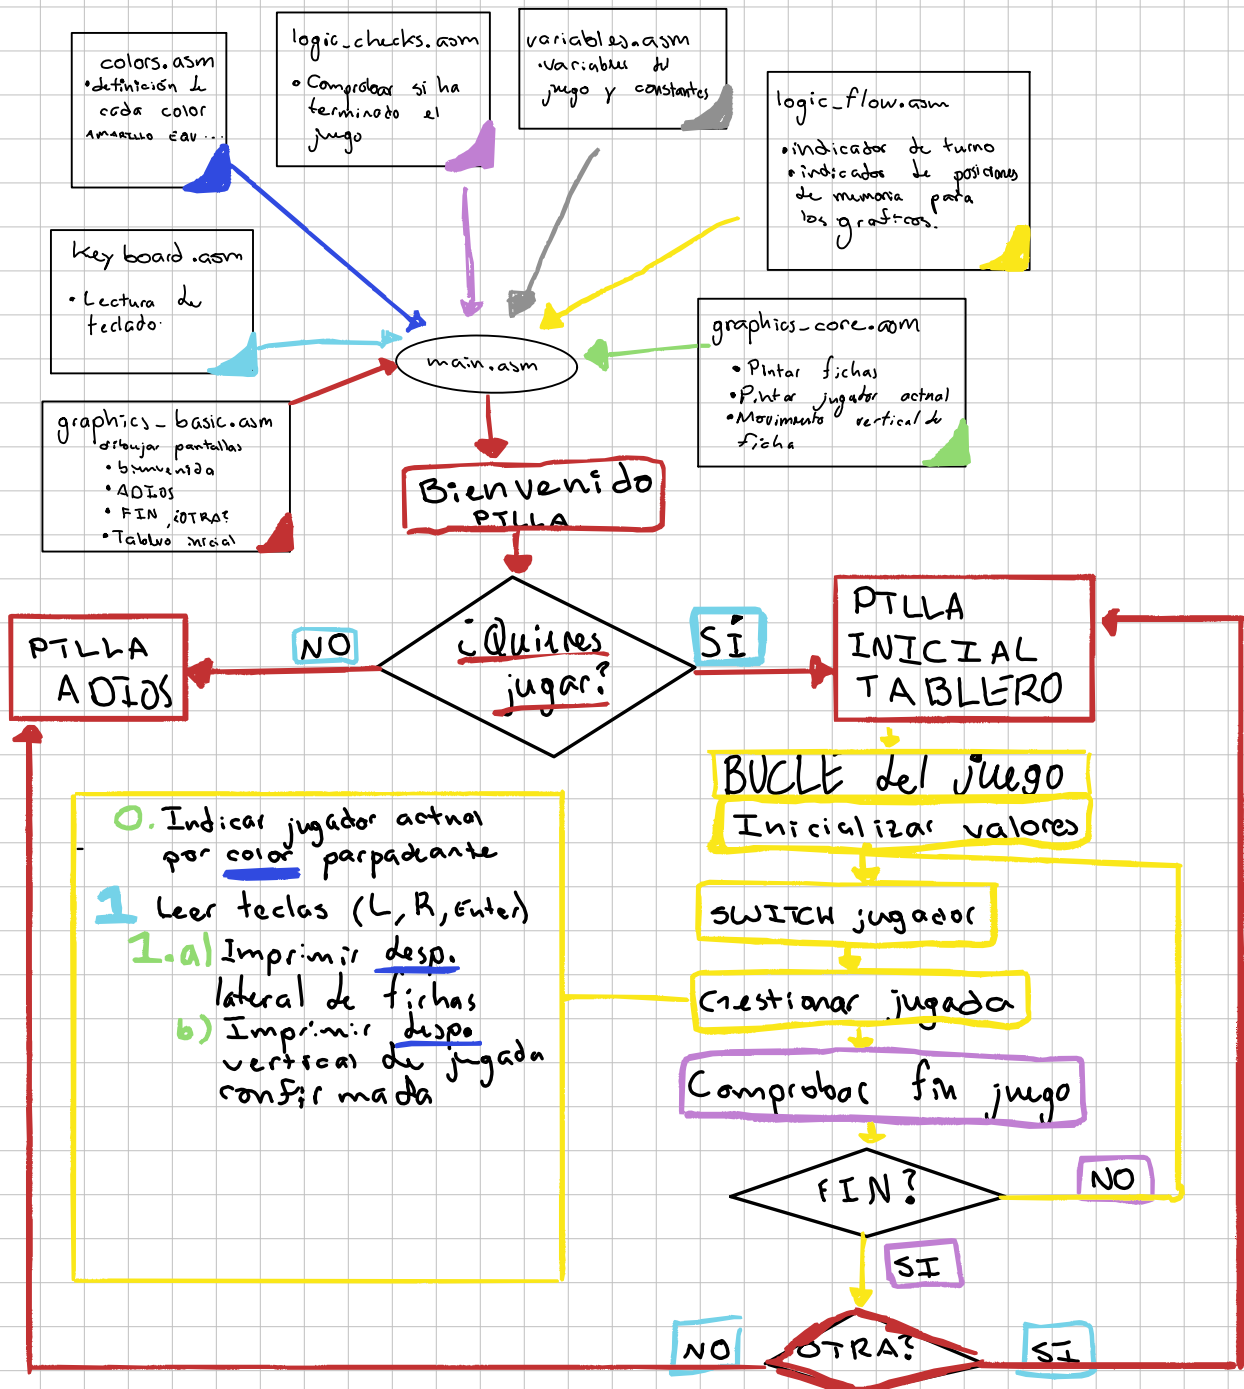 colors.asm
•definición de
cada color
AMARILLO EQU ...
logic_checks.asm
• Comprobar si ha
terminado el
juego
variables.asm
•variables de
juego y constantes
logic_flow.asm
•indicador de turno
•indicador de posiciones
de memoria para
los graficos.
Key board.asm
• Lectura de
teclado.
graphics_core.asm
• Pintar fichas
• Pintar jugador actual
• Movimiento vertical de
ficha
main.asm
graphics_basic.asm
dibujar pantallas
• bienvenida
• ADIOS
• FIN ¿OTRA?
• Tablero inicial
Bienvenido
PTLLA
PTLLA
ADIOS
NO
¿Quieres
jugar?
SÍ
PTLLA
INICIAL
TABLERO
BUCLE del juego
Inicializar valores
SWITCH jugador
Gestionar jugada
Comprobar fin juego
FIN?
NO
SI
OTRA?
NO
SI
0. Indicar jugador actual
por color parpadeante
1 Leer teclas (L, R, Enter)
1.a) Imprimir desp.
lateral de fichas
b) Imprimir desp.
vertical de jugada
confirmada